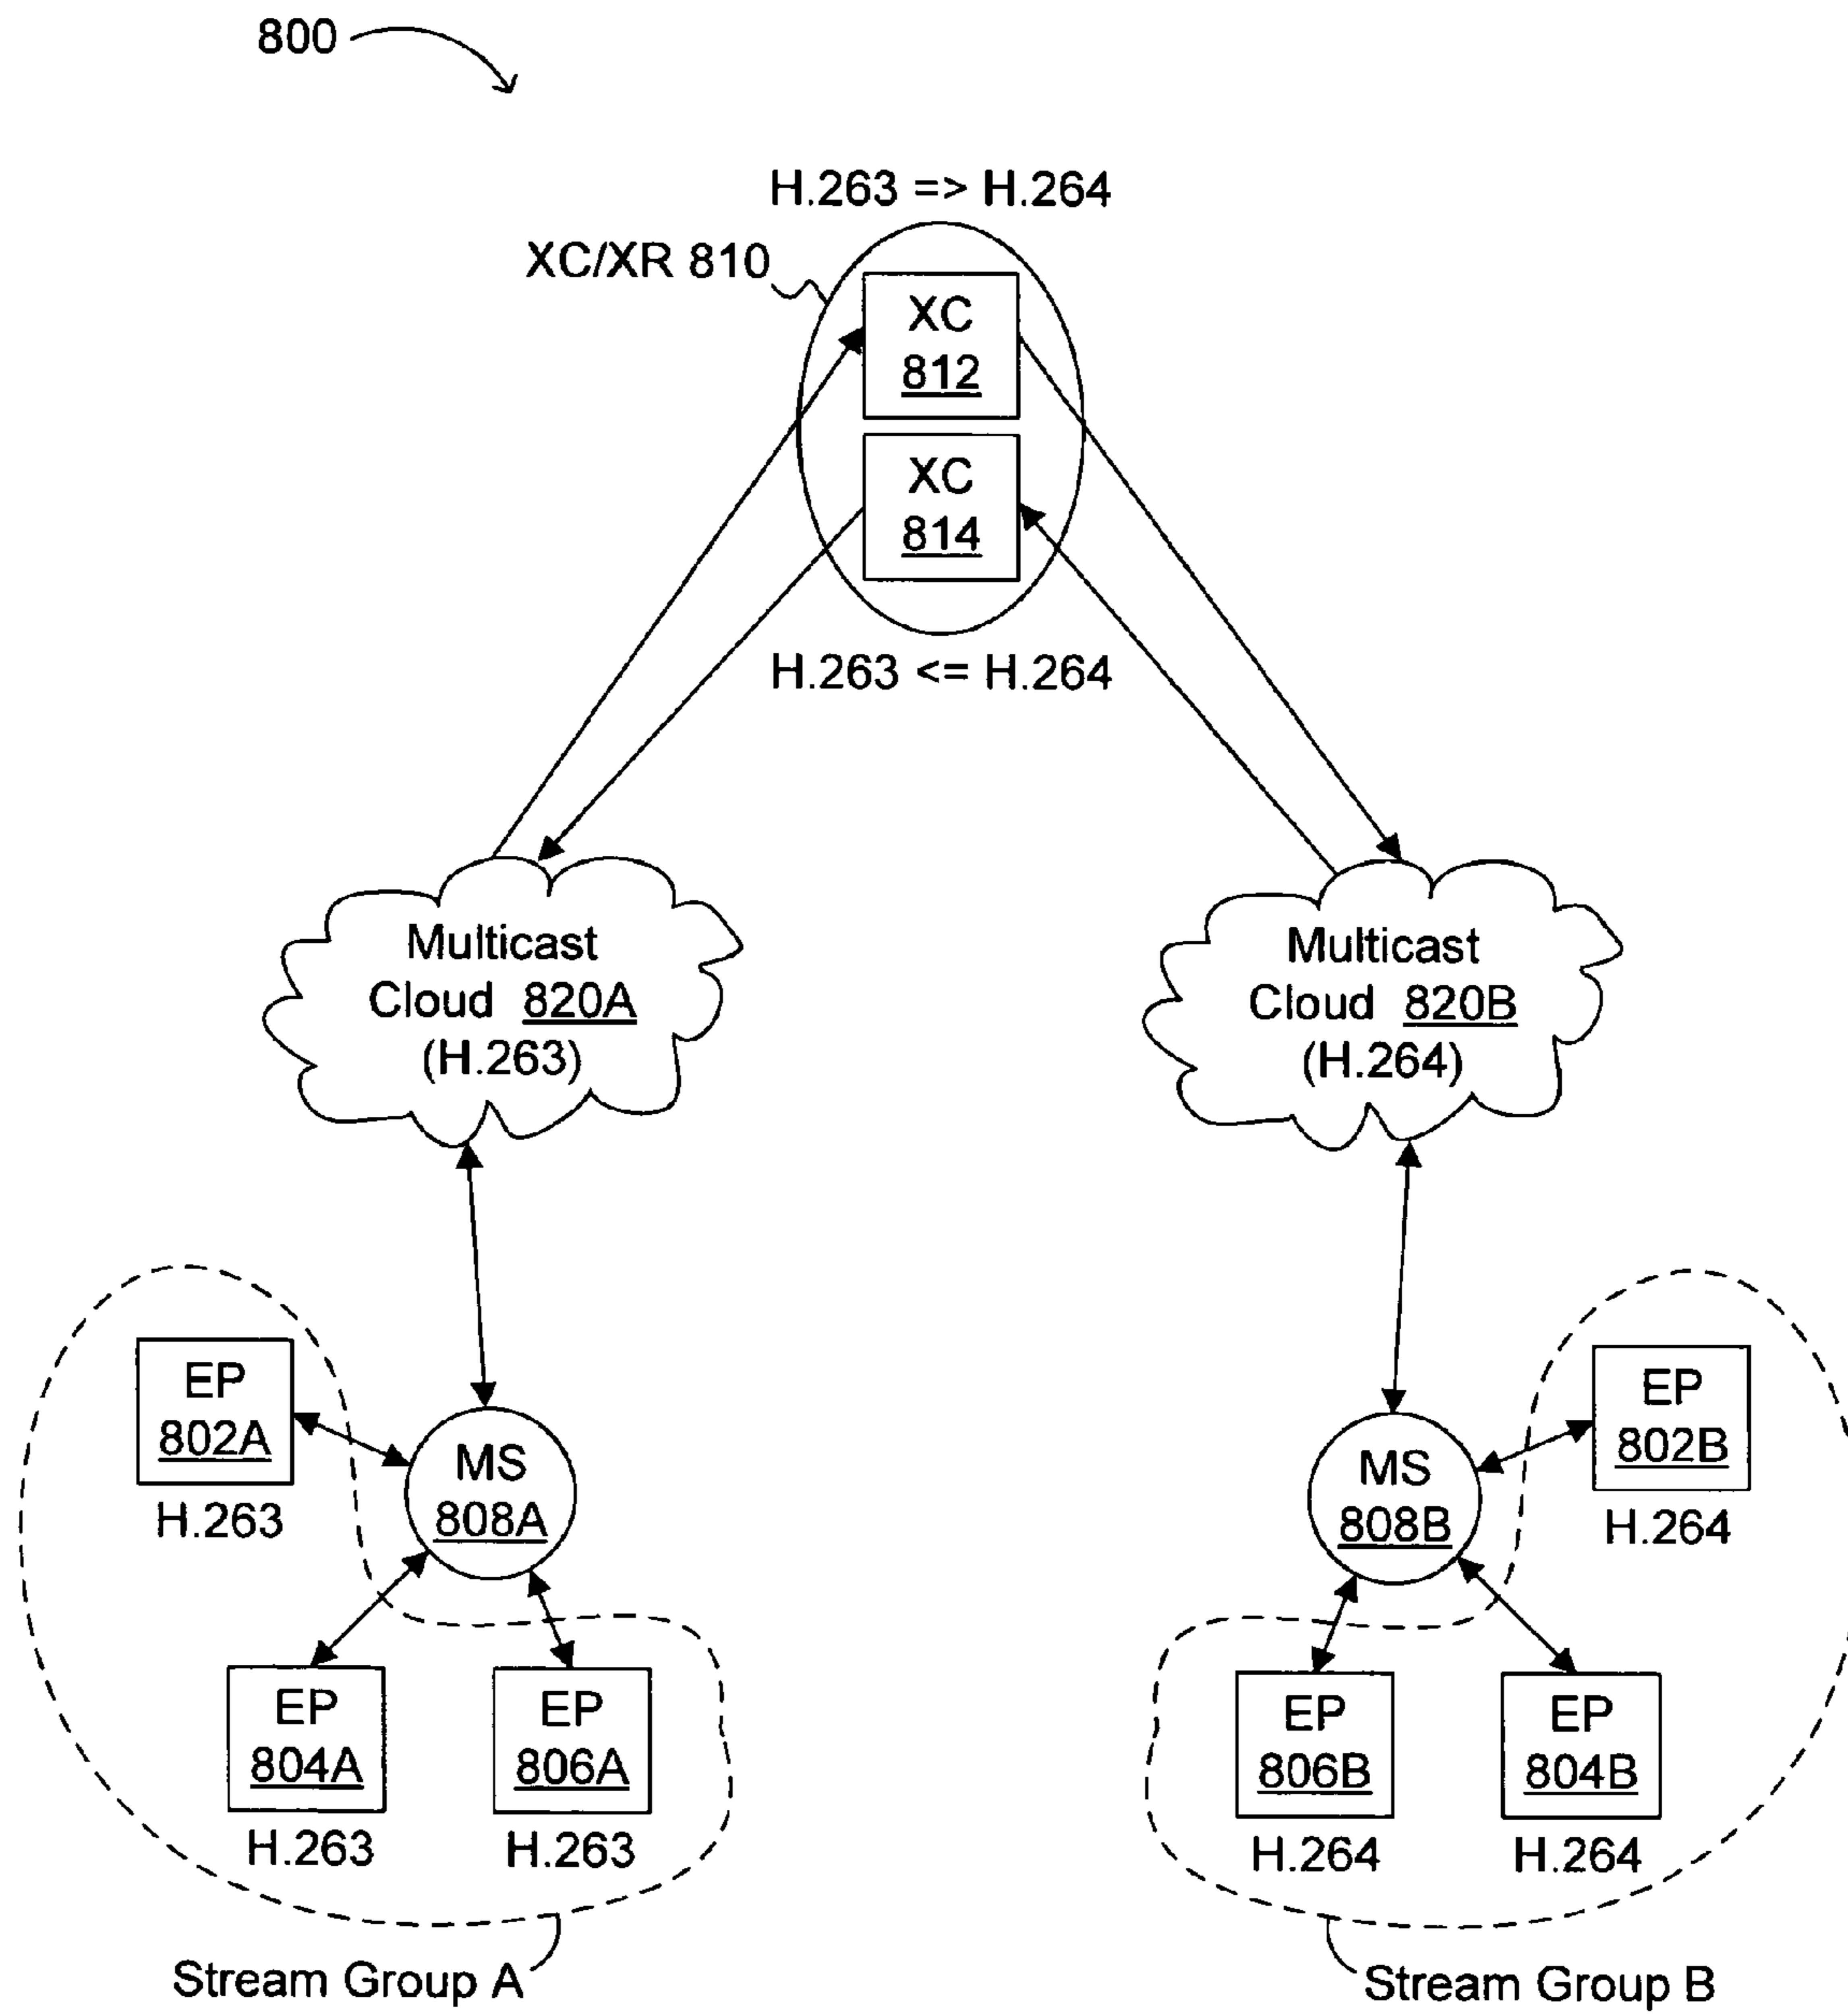 800
H.263 => H.264
XC/XR 810
XC
812
XC
814
H.263 <= H.264
Multicast
Cloud 820A
(H.263)
Multicast
Cloud 820B
(H.264)
EP
802A
H.263
MS
808A
MS
808B
EP
802B
H.264
EP
804A
H.263
EP
806A
H.263
EP
806B
H.264
EP
804B
H.264
Stream Group A
Stream Group B